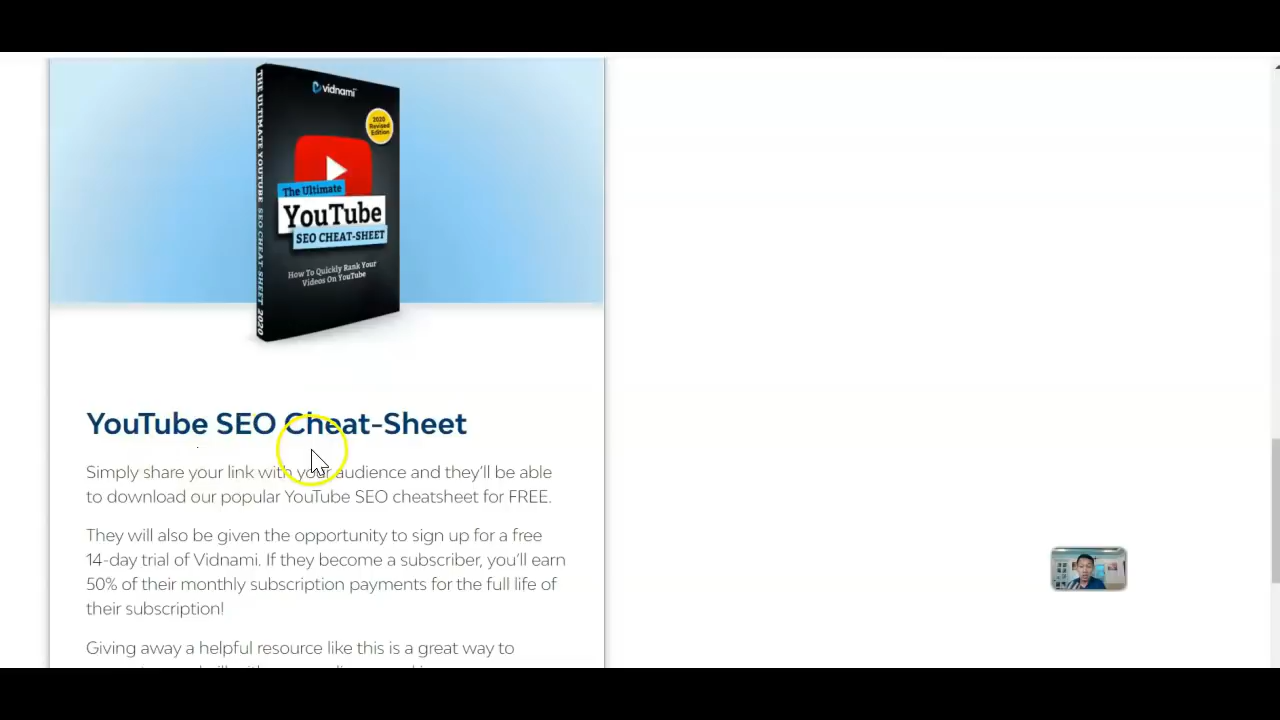 THE ULTIMATE YOUTUBE SEO CHEAT-SHEET 2020
vidnami
2020
Revised
Edition
The Ultimate
YouTube
SEO CHEAT-SHEET
How To Quickly Rank Your
Videos On YouTube
YouTube SEO Cheat-Sheet
Simply share your link with your audience and they'll be able
to download our popular YouTube SEO cheatsheet for FREE.
They will also be given the opportunity to sign up for a free
14-day trial of Vidnami. If they become a subscriber, you'll earn
50% of their monthly subscription payments for the full life of
their subscription!
Giving away a helpful resource like this is a great way to